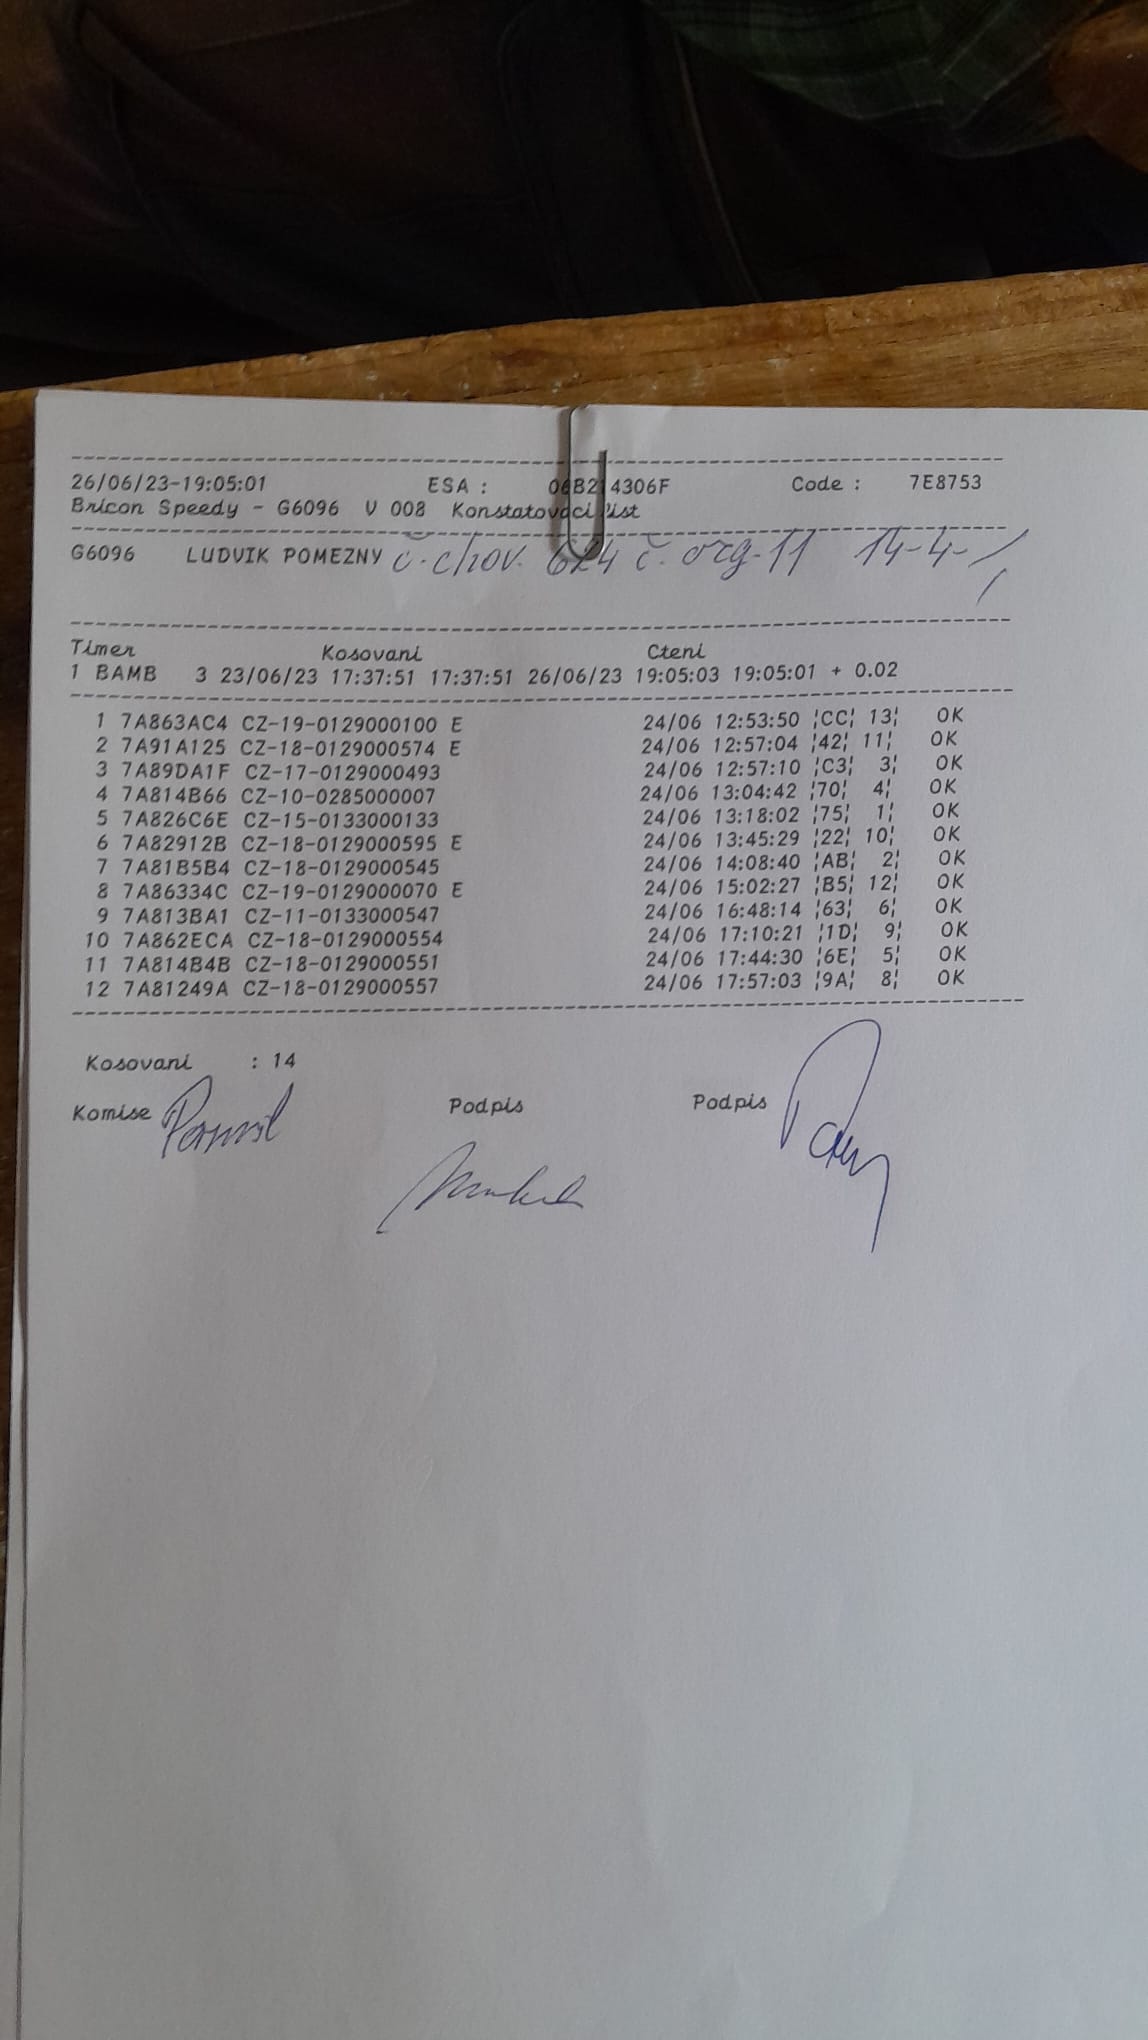 26/06/23-19:05:01 ESA : 06B214306F Code : 7E8753
Bricon Speedy - G6096 V 008 Konstatovaci list
G6096 LUDVIK POMEZNY č. chov. 624 č. org. 11 14-4-
Timer Kosovani Cteni
1 BAMB 3 23/06/23 17:37:51 17:37:51 26/06/23 19:05:03 19:05:01 + 0.02
1 7A863AC4 CZ-19-0129000100 E 24/06 12:53:50 ¦CC¦ 13¦ OK
2 7A91A125 CZ-18-0129000574 E 24/06 12:57:04 ¦42¦ 11¦ OK
3 7A89DA1F CZ-17-0129000493 24/06 12:57:10 ¦C3¦ 3¦ OK
4 7A814B66 CZ-10-0285000007 24/06 13:04:42 ¦70¦ 4¦ OK
5 7A826C6E CZ-15-0133000133 24/06 13:18:02 ¦75¦ 1¦ OK
6 7A82912B CZ-18-0129000595 E 24/06 13:45:29 ¦22¦ 10¦ OK
7 7A81B5B4 CZ-18-0129000545 24/06 14:08:40 ¦AB¦ 2¦ OK
8 7A86334C CZ-19-0129000070 E 24/06 15:02:27 ¦B5¦ 12¦ OK
9 7A813BA1 CZ-11-0133000547 24/06 16:48:14 ¦63¦ 6¦ OK
10 7A862ECA CZ-18-0129000554 24/06 17:10:21 ¦1D¦ 9¦ OK
11 7A814B4B CZ-18-0129000551 24/06 17:44:30 ¦6E¦ 5¦ OK
12 7A81249A CZ-18-0129000557 24/06 17:57:03 ¦9A¦ 8¦ OK
Kosovani : 14
Komise Podpis Podpis